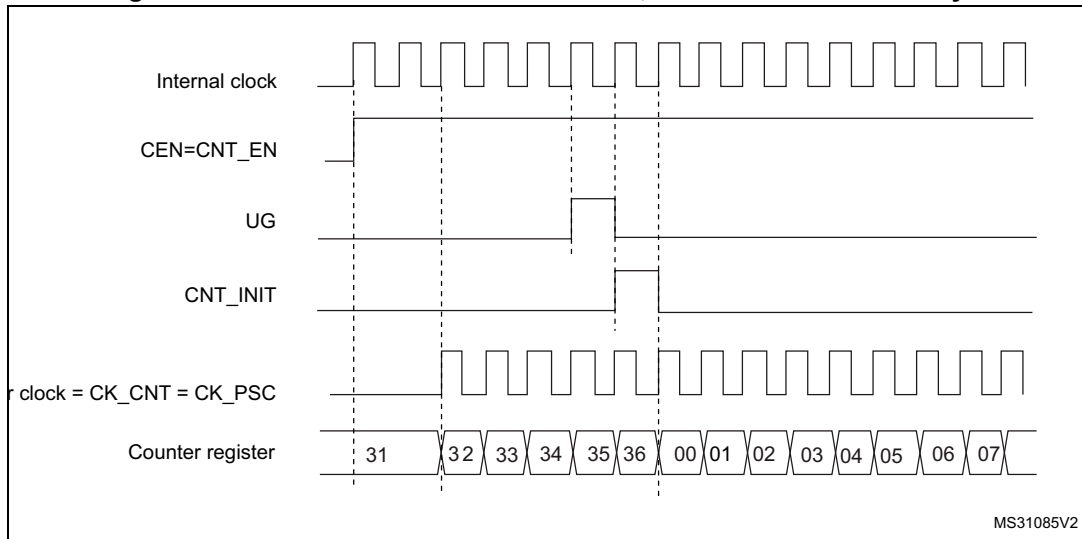 Internal clock
CEN=CNT_EN
UG
CNT_INIT
r clock = CK_CNT = CK_PSC
Counter register
31 32 33 34 35 36 00 01 02 03 04 05 06 07
MS31085V2